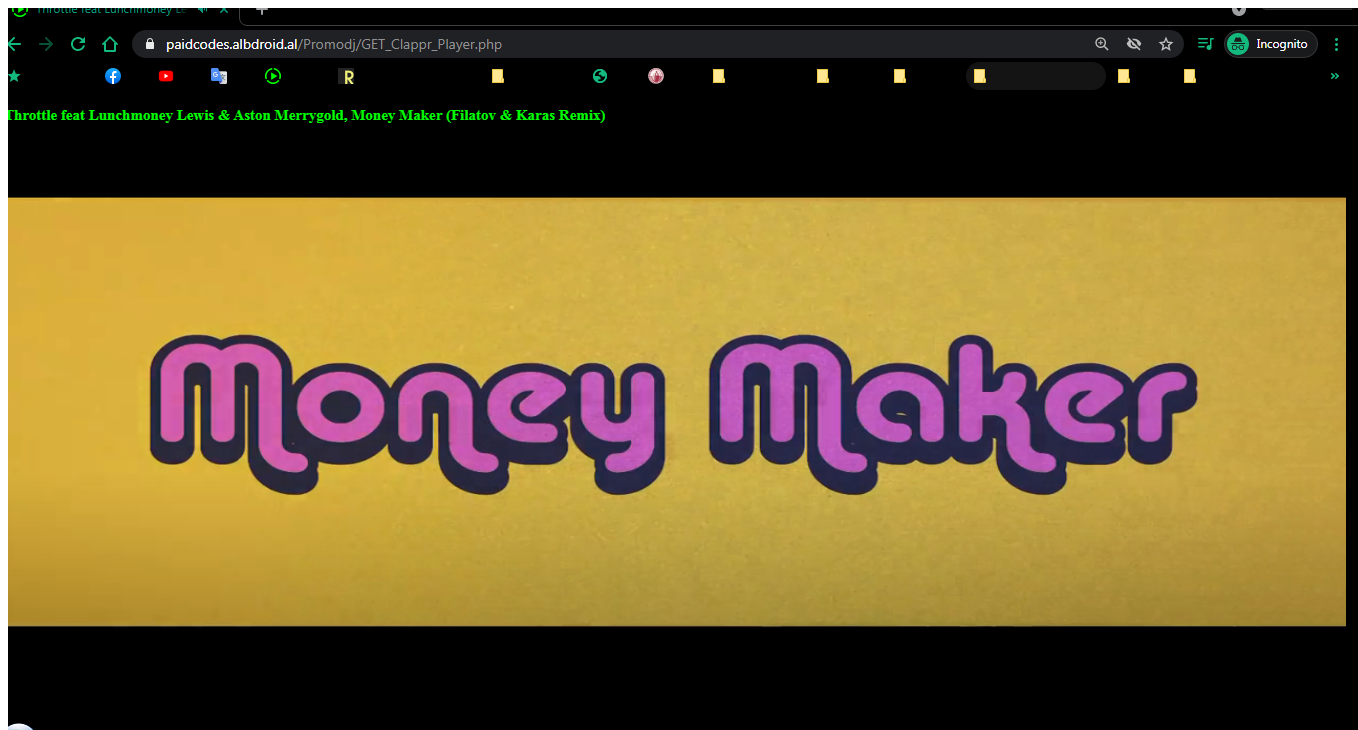 Throttle feat Lunchmoney Le
paidcodes.albdroid.al/Promodj/GET_Clappr_Player.php
Incognito
R
Throttle feat Lunchmoney Lewis & Aston Merrygold, Money Maker (Filatov & Karas Remix)
Money Maker